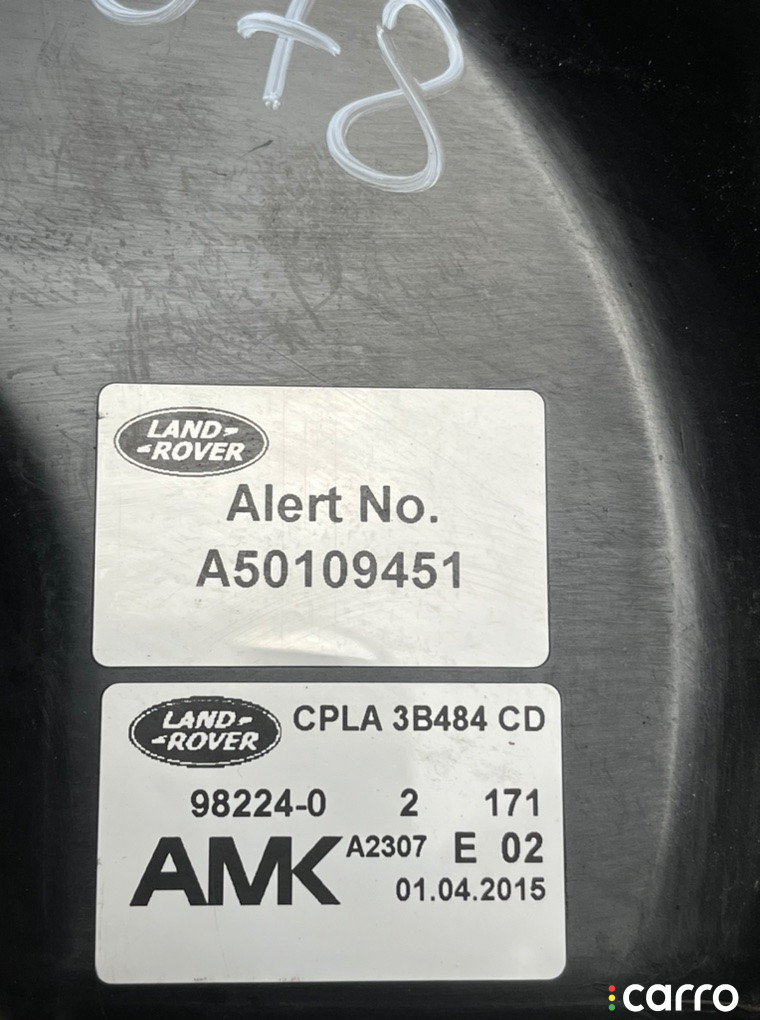 78
LAND-
-ROVER
Alert No.
A50109451
LAND-
-ROVER
CPLA 3B484 CD
98224-0 2 171
AMK A2307 E 02
01.04.2015
carro